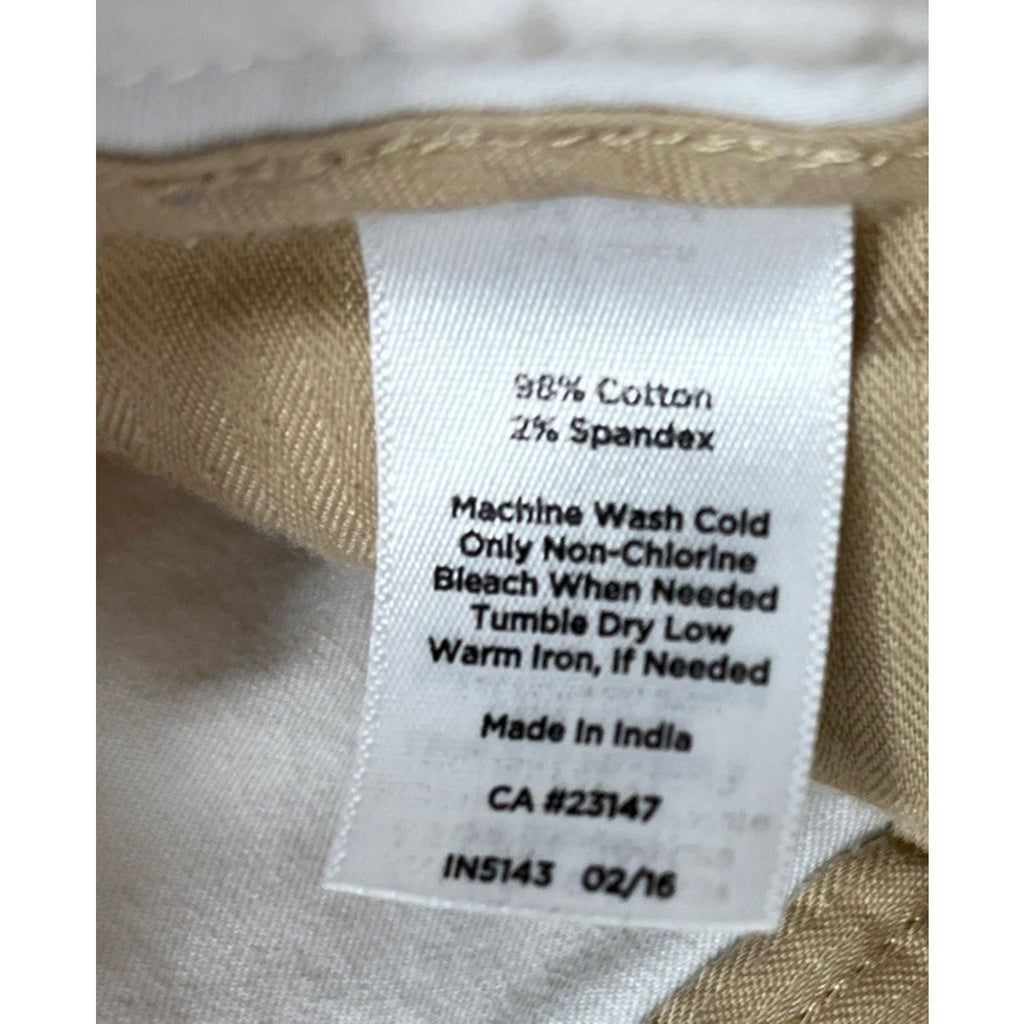 98% Cotton
2% Spandex
Machine Wash Cold
Only Non-Chlorine
Bleach When Needed
Tumble Dry Low
Warm Iron, If Needed
Made In India
CA #23147
IN5143 02/16